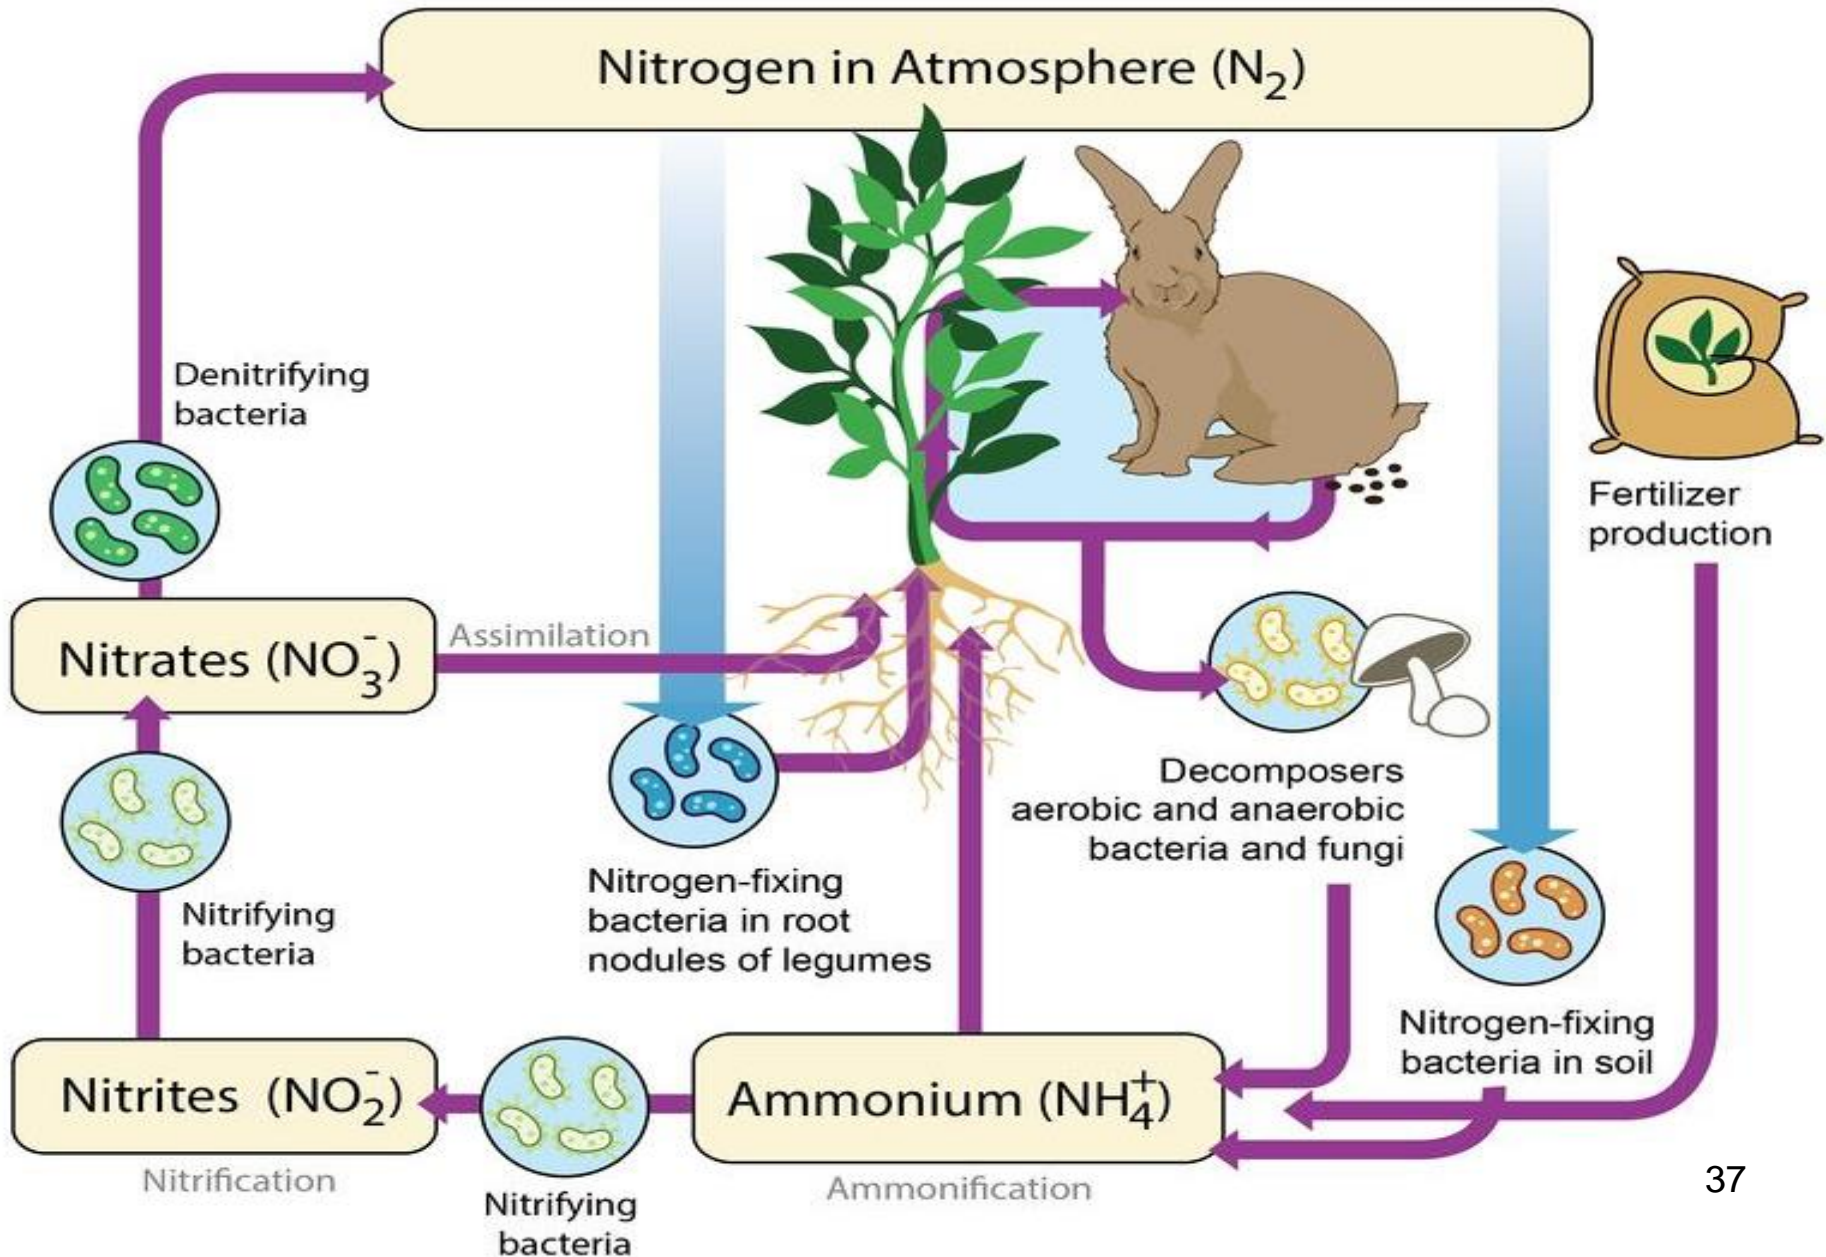 Nitrogen in Atmosphere (N₂)
Denitrifying
bacteria
Fertilizer
production
Nitrates (NO₃⁻)
Assimilation
Decomposers
aerobic and anaerobic
bacteria and fungi
Nitrogen-fixing
bacteria in root
nodules of legumes
Nitrifying
bacteria
Nitrogen-fixing
bacteria in soil
Nitrites (NO₂⁻)
Ammonium (NH₄⁺)
Nitrification
Ammonification
Nitrifying
bacteria
37